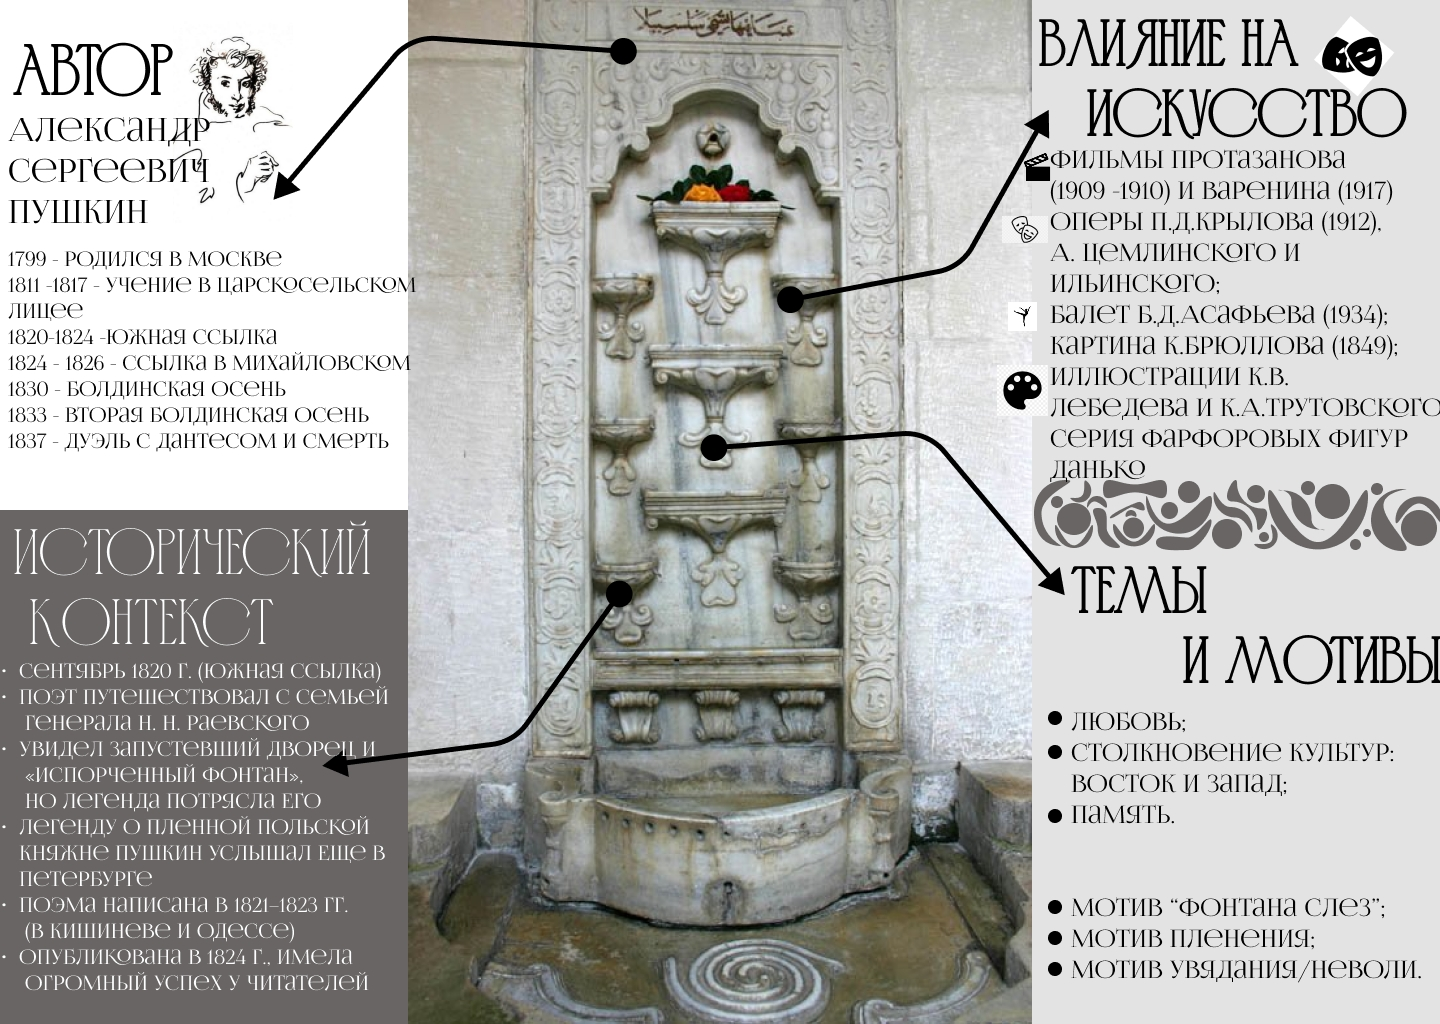 АВТОР
АЛЕКСАНДР
СЕРГЕЕВИЧ
ПУШКИН
1799 - РОДИЛСЯ В МОСКВЕ
1811 -1817 - УЧЕНИЕ В ЦАРСКОСЕЛЬСКОМ
ЛИЦЕЕ
1820-1824 -ЮЖНАЯ ССЫЛКА
1824 - 1826 - ССЫЛКА В МИХАЙЛОВСКОМ
1830 - БОЛДИНСКАЯ ОСЕНЬ
1833 - ВТОРАЯ БОЛДИНСКАЯ ОСЕНЬ
1837 - ДУЭЛЬ С ДАНТЕСОМ И СМЕРТЬ
ИСТОРИЧЕСКИЙ
КОНТЕКСТ
· СЕНТЯБРЬ 1820 Г. (ЮЖНАЯ ССЫЛКА)
· ПОЭТ ПУТЕШЕСТВОВАЛ С СЕМЬЕЙ
ГЕНЕРАЛА Н. Н. РАЕВСКОГО
· УВИДЕЛ ЗАПУСТЕВШИЙ ДВОРЕЦ И
«ИСПОРЧЕННЫЙ ФОНТАН»,
НО ЛЕГЕНДА ПОТРЯСЛА ЕГО
· ЛЕГЕНДУ О ПЛЕННОЙ ПОЛЬСКОЙ
КНЯЖНЕ ПУШКИН УСЛЫШАЛ ЕЩЕ В
ПЕТЕРБУРГЕ
· ПОЭМА НАПИСАНА В 1821–1823 ГГ.
(В КИШИНЕВЕ И ОДЕССЕ)
· ОПУБЛИКОВАНА В 1824 Г., ИМЕЛА
ОГРОМНЫЙ УСПЕХ У ЧИТАТЕЛЕЙ
ВЛИЯНИЕ НА
ИСКУССТВО
ФИЛЬМЫ ПРОТАЗАНОВА
(1909 -1910) И ВАРЕНИНА (1917)
ОПЕРЫ П.Д.КРЫЛОВА (1912),
А. ЦЕМЛИНСКОГО И
ИЛЬИНСКОГО;
БАЛЕТ Б.Д.АСАФЬЕВА (1934);
КАРТИНА К.БРЮЛЛОВА (1849);
ИЛЛЮСТРАЦИИ К.В.
ЛЕБЕДЕВА И К.А.ТРУТОВСКОГО
СЕРИЯ ФАРФОРОВЫХ ФИГУР
ДАНЬКО
ТЕМЫ
И МОТИВЫ
● ЛЮБОВЬ;
● СТОЛКНОВЕНИЕ КУЛЬТУР:
ВОСТОК И ЗАПАД;
● ПАМЯТЬ.
● МОТИВ “ФОНТАНА СЛЕЗ”;
● МОТИВ ПЛЕНЕНИЯ;
● МОТИВ УВЯДАНИЯ/НЕВОЛИ.